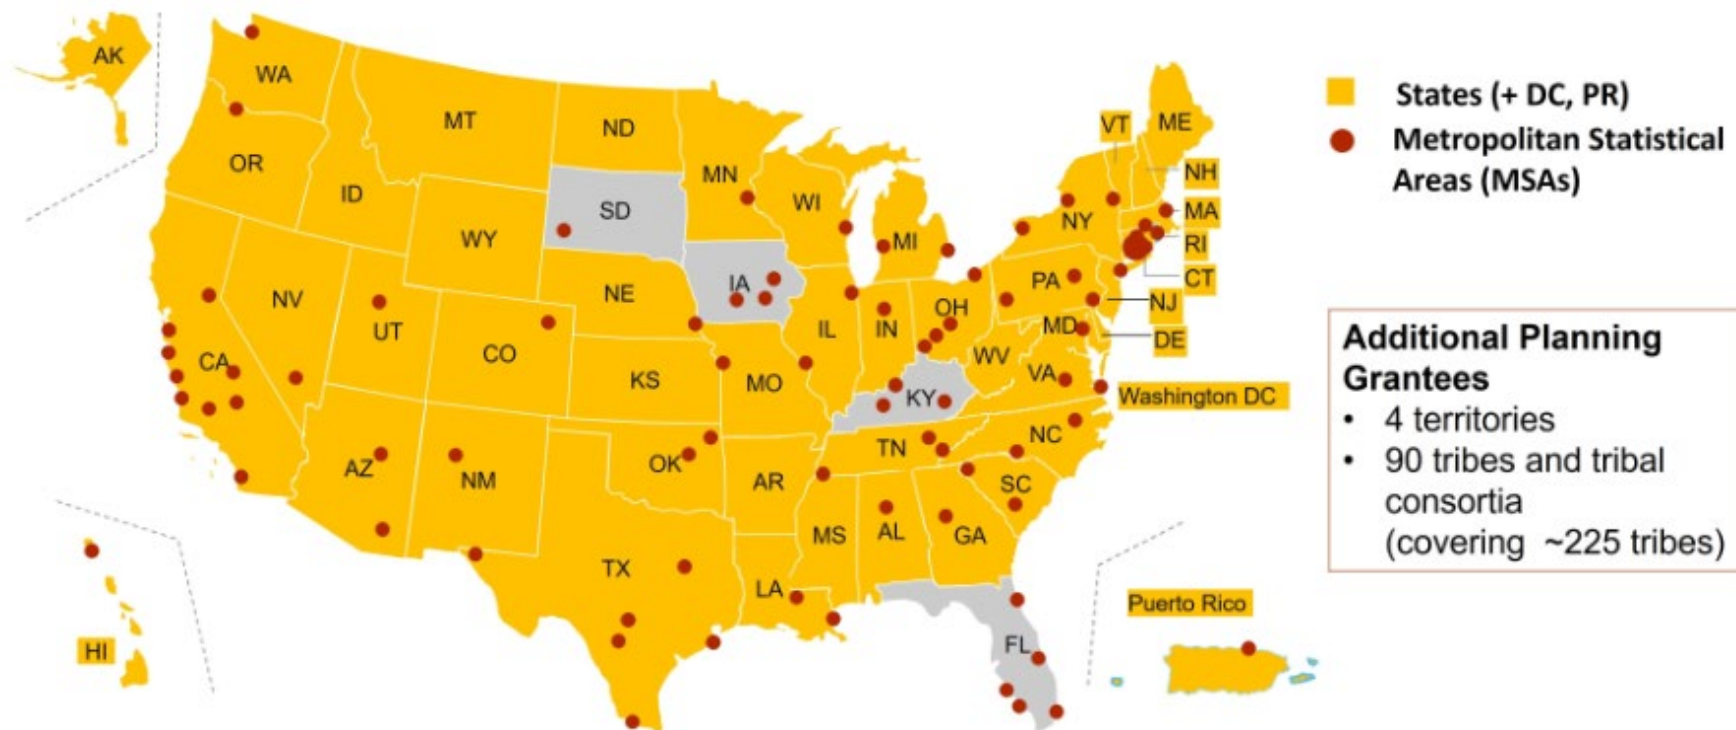 AK
WA
MT
ND
MN
VT
ME
OR
ID
SD
WI
NH
WY
MI
NY
MA
RI
CT
IA
NE
PA
NV
NJ
UT
IL
IN
OH
MD
DE
CO
WV
CA
KS
MO
VA
KY
Washington DC
NC
TN
AZ
OK
NM
AR
SC
MS
AL
GA
TX
LA
FL
Puerto Rico
HI
States (+ DC, PR)
Metropolitan Statistical
Areas (MSAs)
Additional Planning
Grantees
• 4 territories
• 90 tribes and tribal
consortia
(covering ~225 tribes)